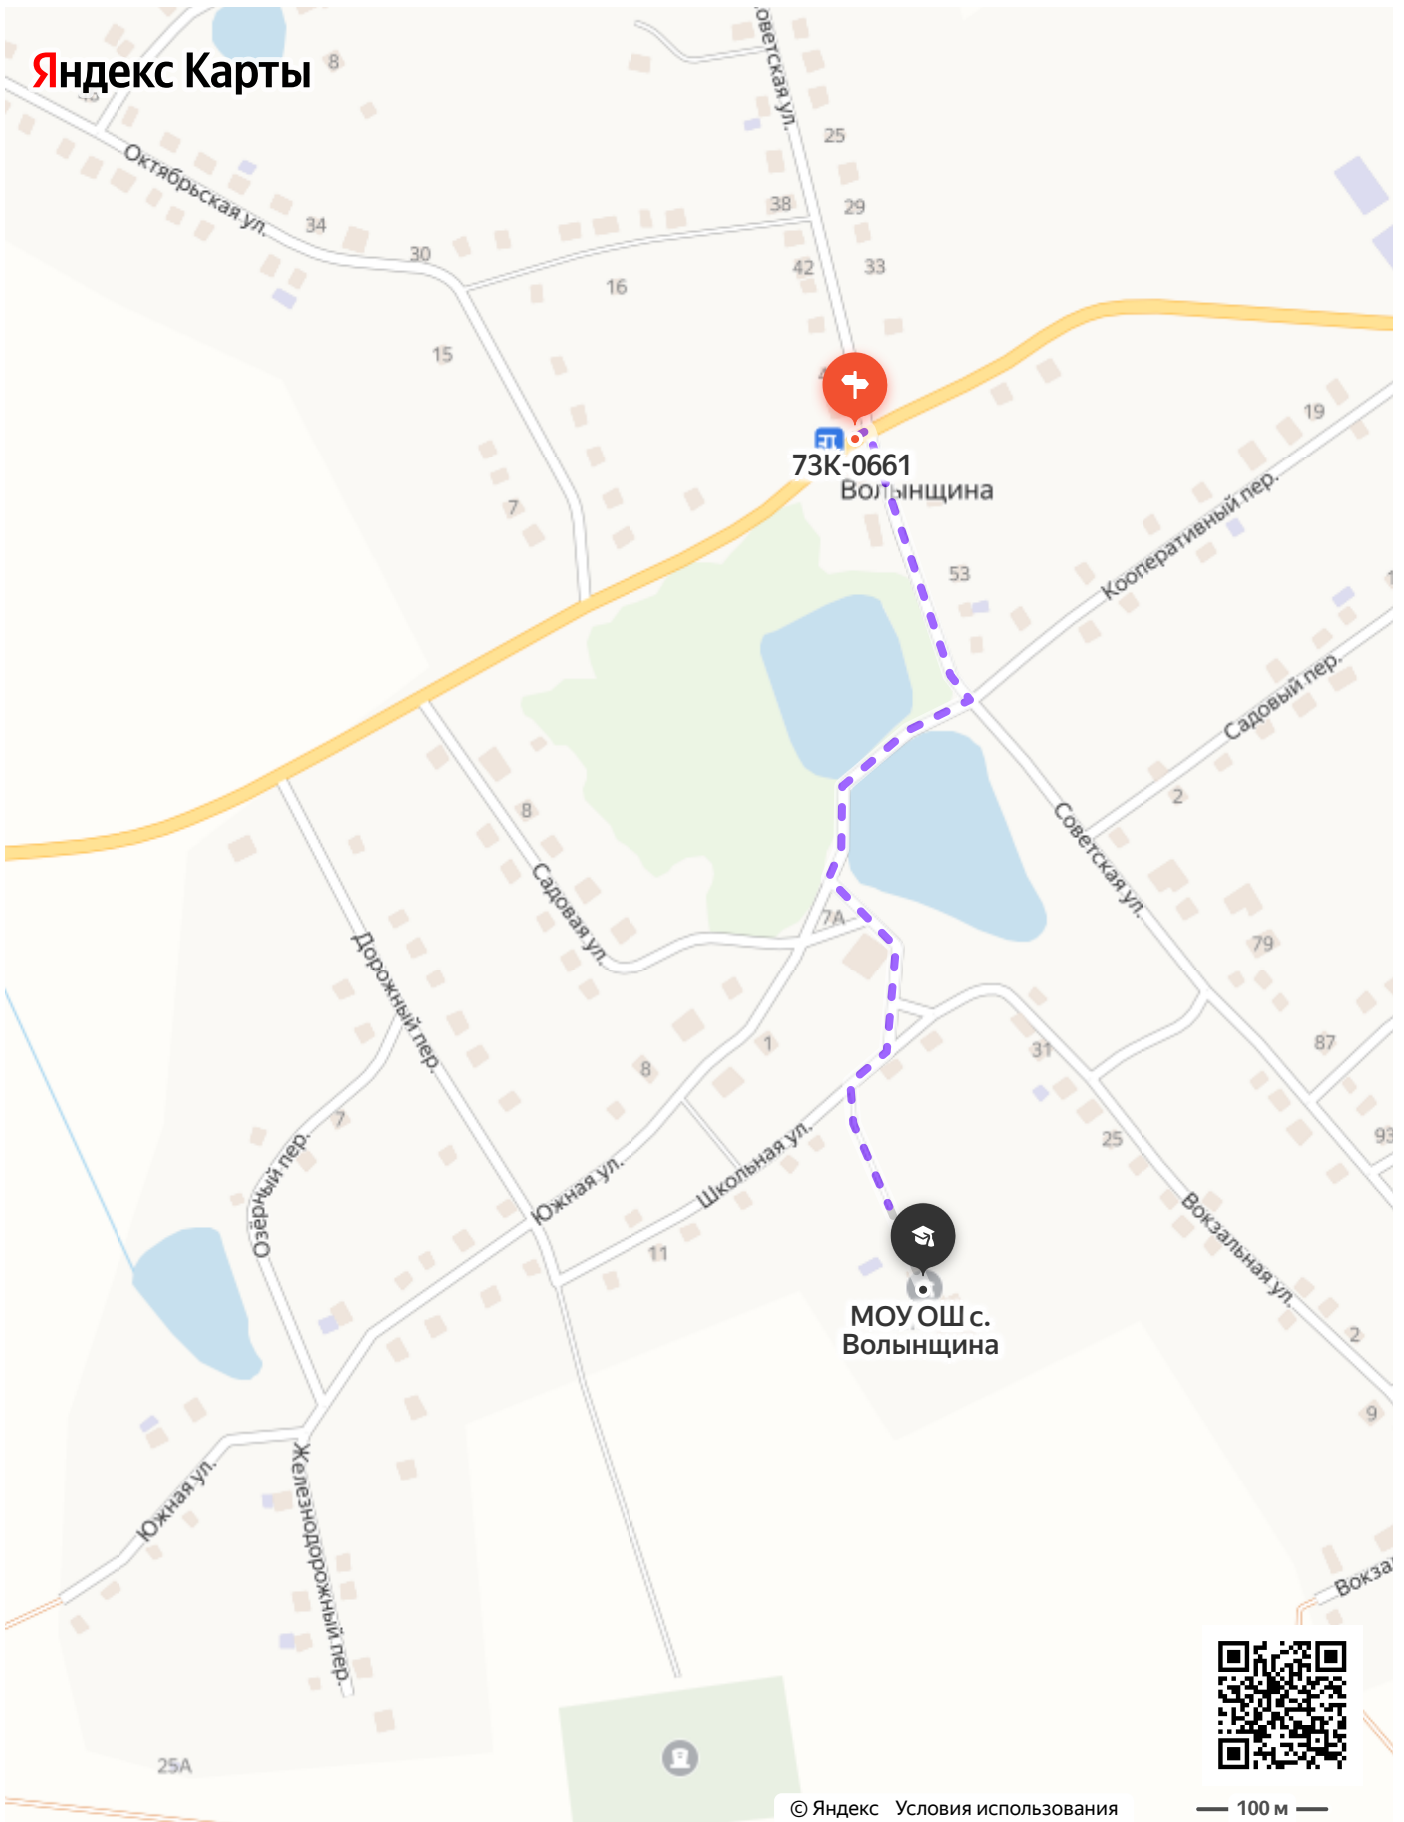 Яндекс Карты
8
оветская ул.
25
Октябрьская ул.
38
29
34
30
42
33
16
15
19
73К-0661
Волынщина
7
Кооперативный пер.
53
Садовый пер.
2
8
Советская ул.
Садовая ул.
7А
79
Дорожный пер.
1
31
87
8
7
25
93
Озёрный пер.
Южная ул.
Школьная ул.
11
Вокзальная ул.
МОУ ОШ с.
Волынщина
2
9
Южная ул.
Железнодорожный пер.
Вокза
25А
© Яндекс Условия использования
100 м